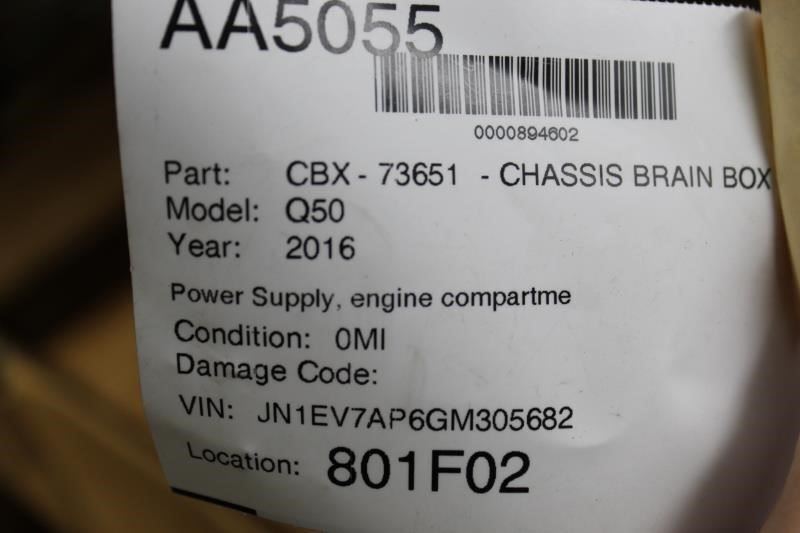 AA5055
0000894602
Part: CBX - 73651 - CHASSIS BRAIN BOX
Model: Q50
Year: 2016
Power Supply, engine compartme
Condition: 0MI
Damage Code:
VIN: JN1EV7AP6GM305682
Location: 801F02